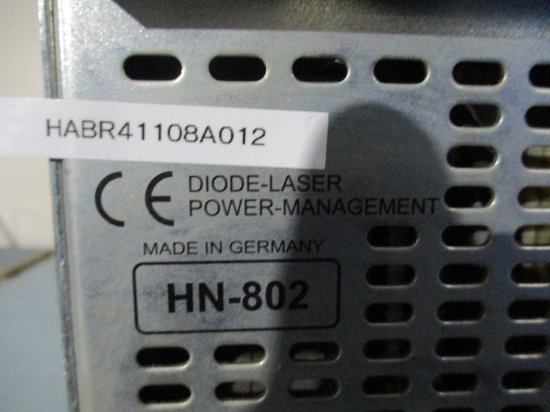 HABR41108A012
CE DIODE-LASER
POWER-MANAGEMENT
MADE IN GERMANY
HN-802